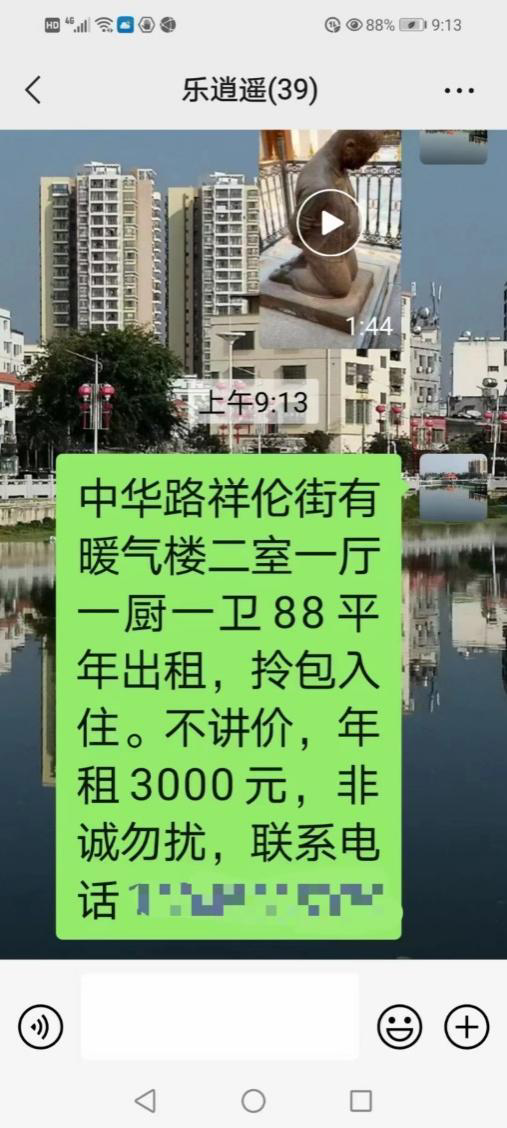 HD 4G 88% 9:13
乐逍遥(39)
1:44
上午9:13
中华路祥伦街有
暖气楼二室一厅
一厨一卫88平
年出租，拎包入
住。不讲价，年
租3000元，非
诚勿扰，联系电
话